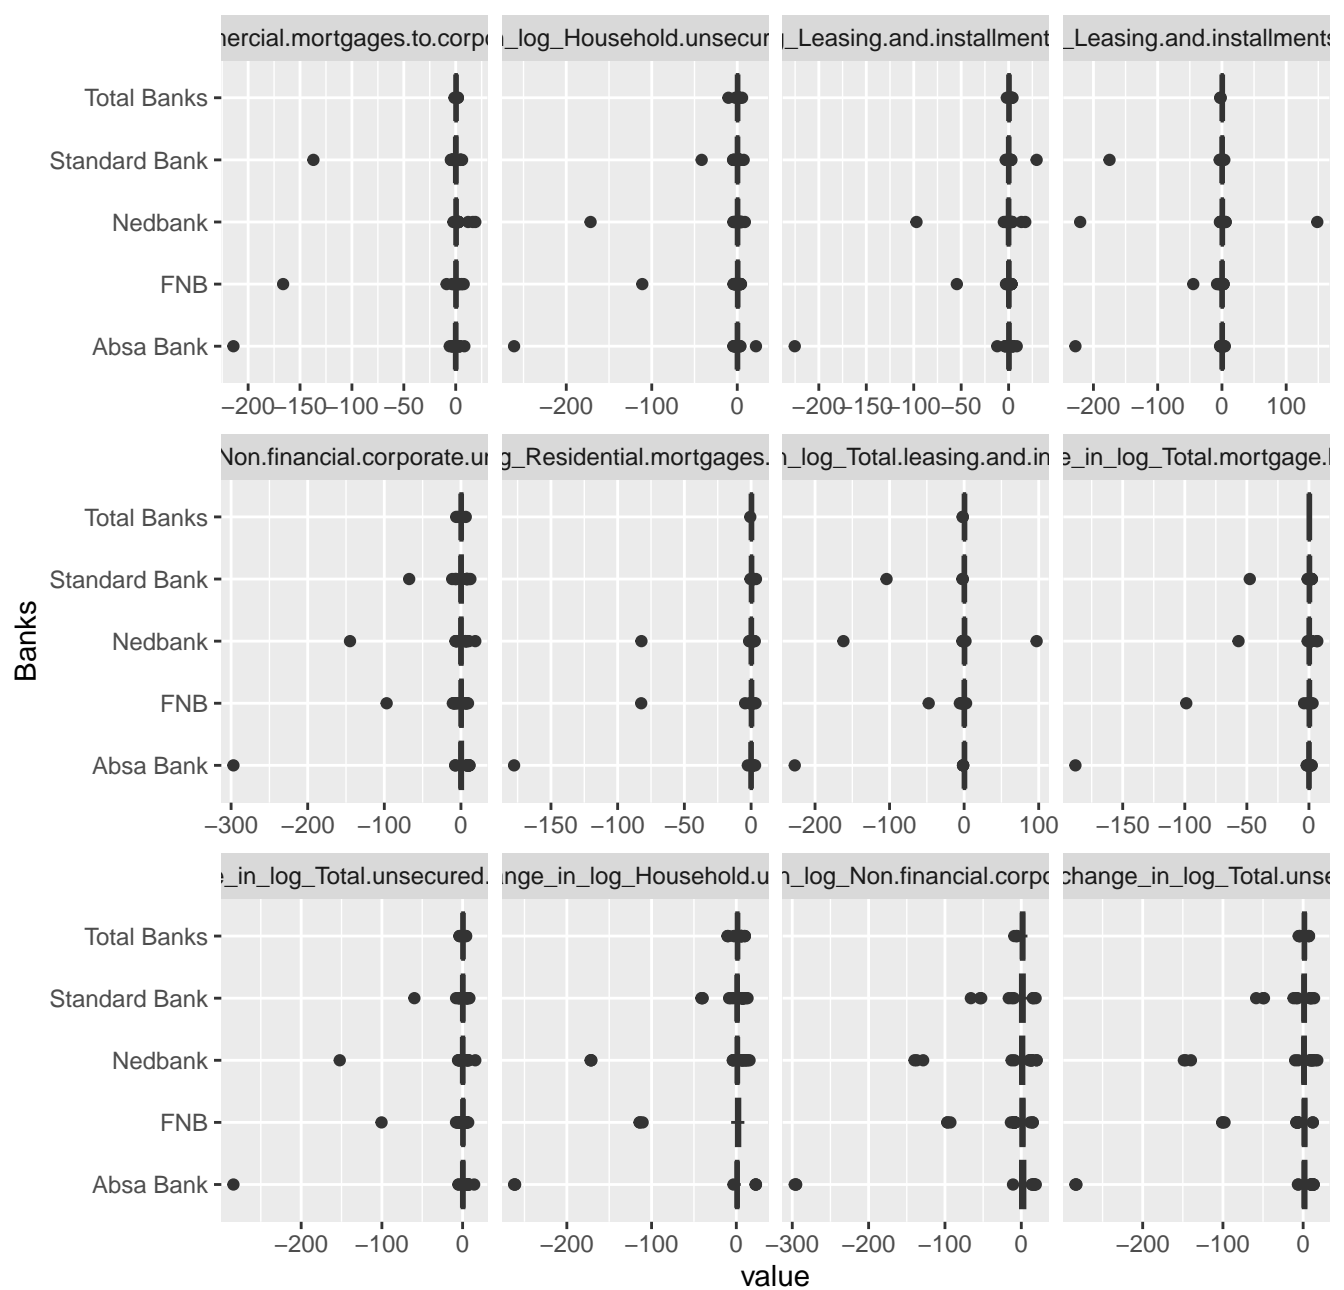 mercial.mortgages.to.corpo
_log_Household.unsecur
_Leasing.and.installment
_Leasing.and.installments
Total Banks
Standard Bank
Nedbank
FNB
Absa Bank
−200 −150 −100 −50 0
−200 −100 0
−200 −150 −100 −50 0
−200 −100 0 100
Non.financial.corporate.un
g_Residential.mortgages.
_log_Total.leasing.and.in
e_in_log_Total.mortgage.
Total Banks
Standard Bank
Nedbank
FNB
Absa Bank
−300 −200 −100 0
−150 −100 −50 0
−200 −100 0 100
−150 −100 −50 0
e_in_log_Total.unsecured.
ange_in_log_Household.u
n_log_Non.financial.corpo
change_in_log_Total.unse
Total Banks
Standard Bank
Nedbank
FNB
Absa Bank
−200 −100 0
−200 −100 0
−300 −200 −100 0
−200 −100 0
Banks
value